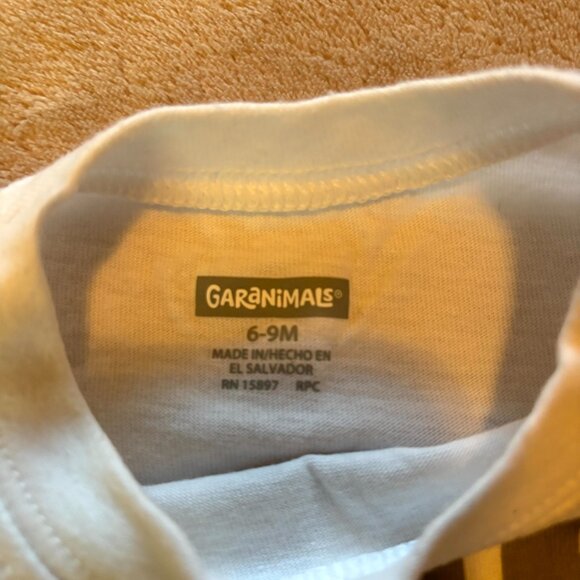 GARaNiMALS®
6-9M
MADE IN/HECHO EN
EL SALVADOR
RN 15897 RPC